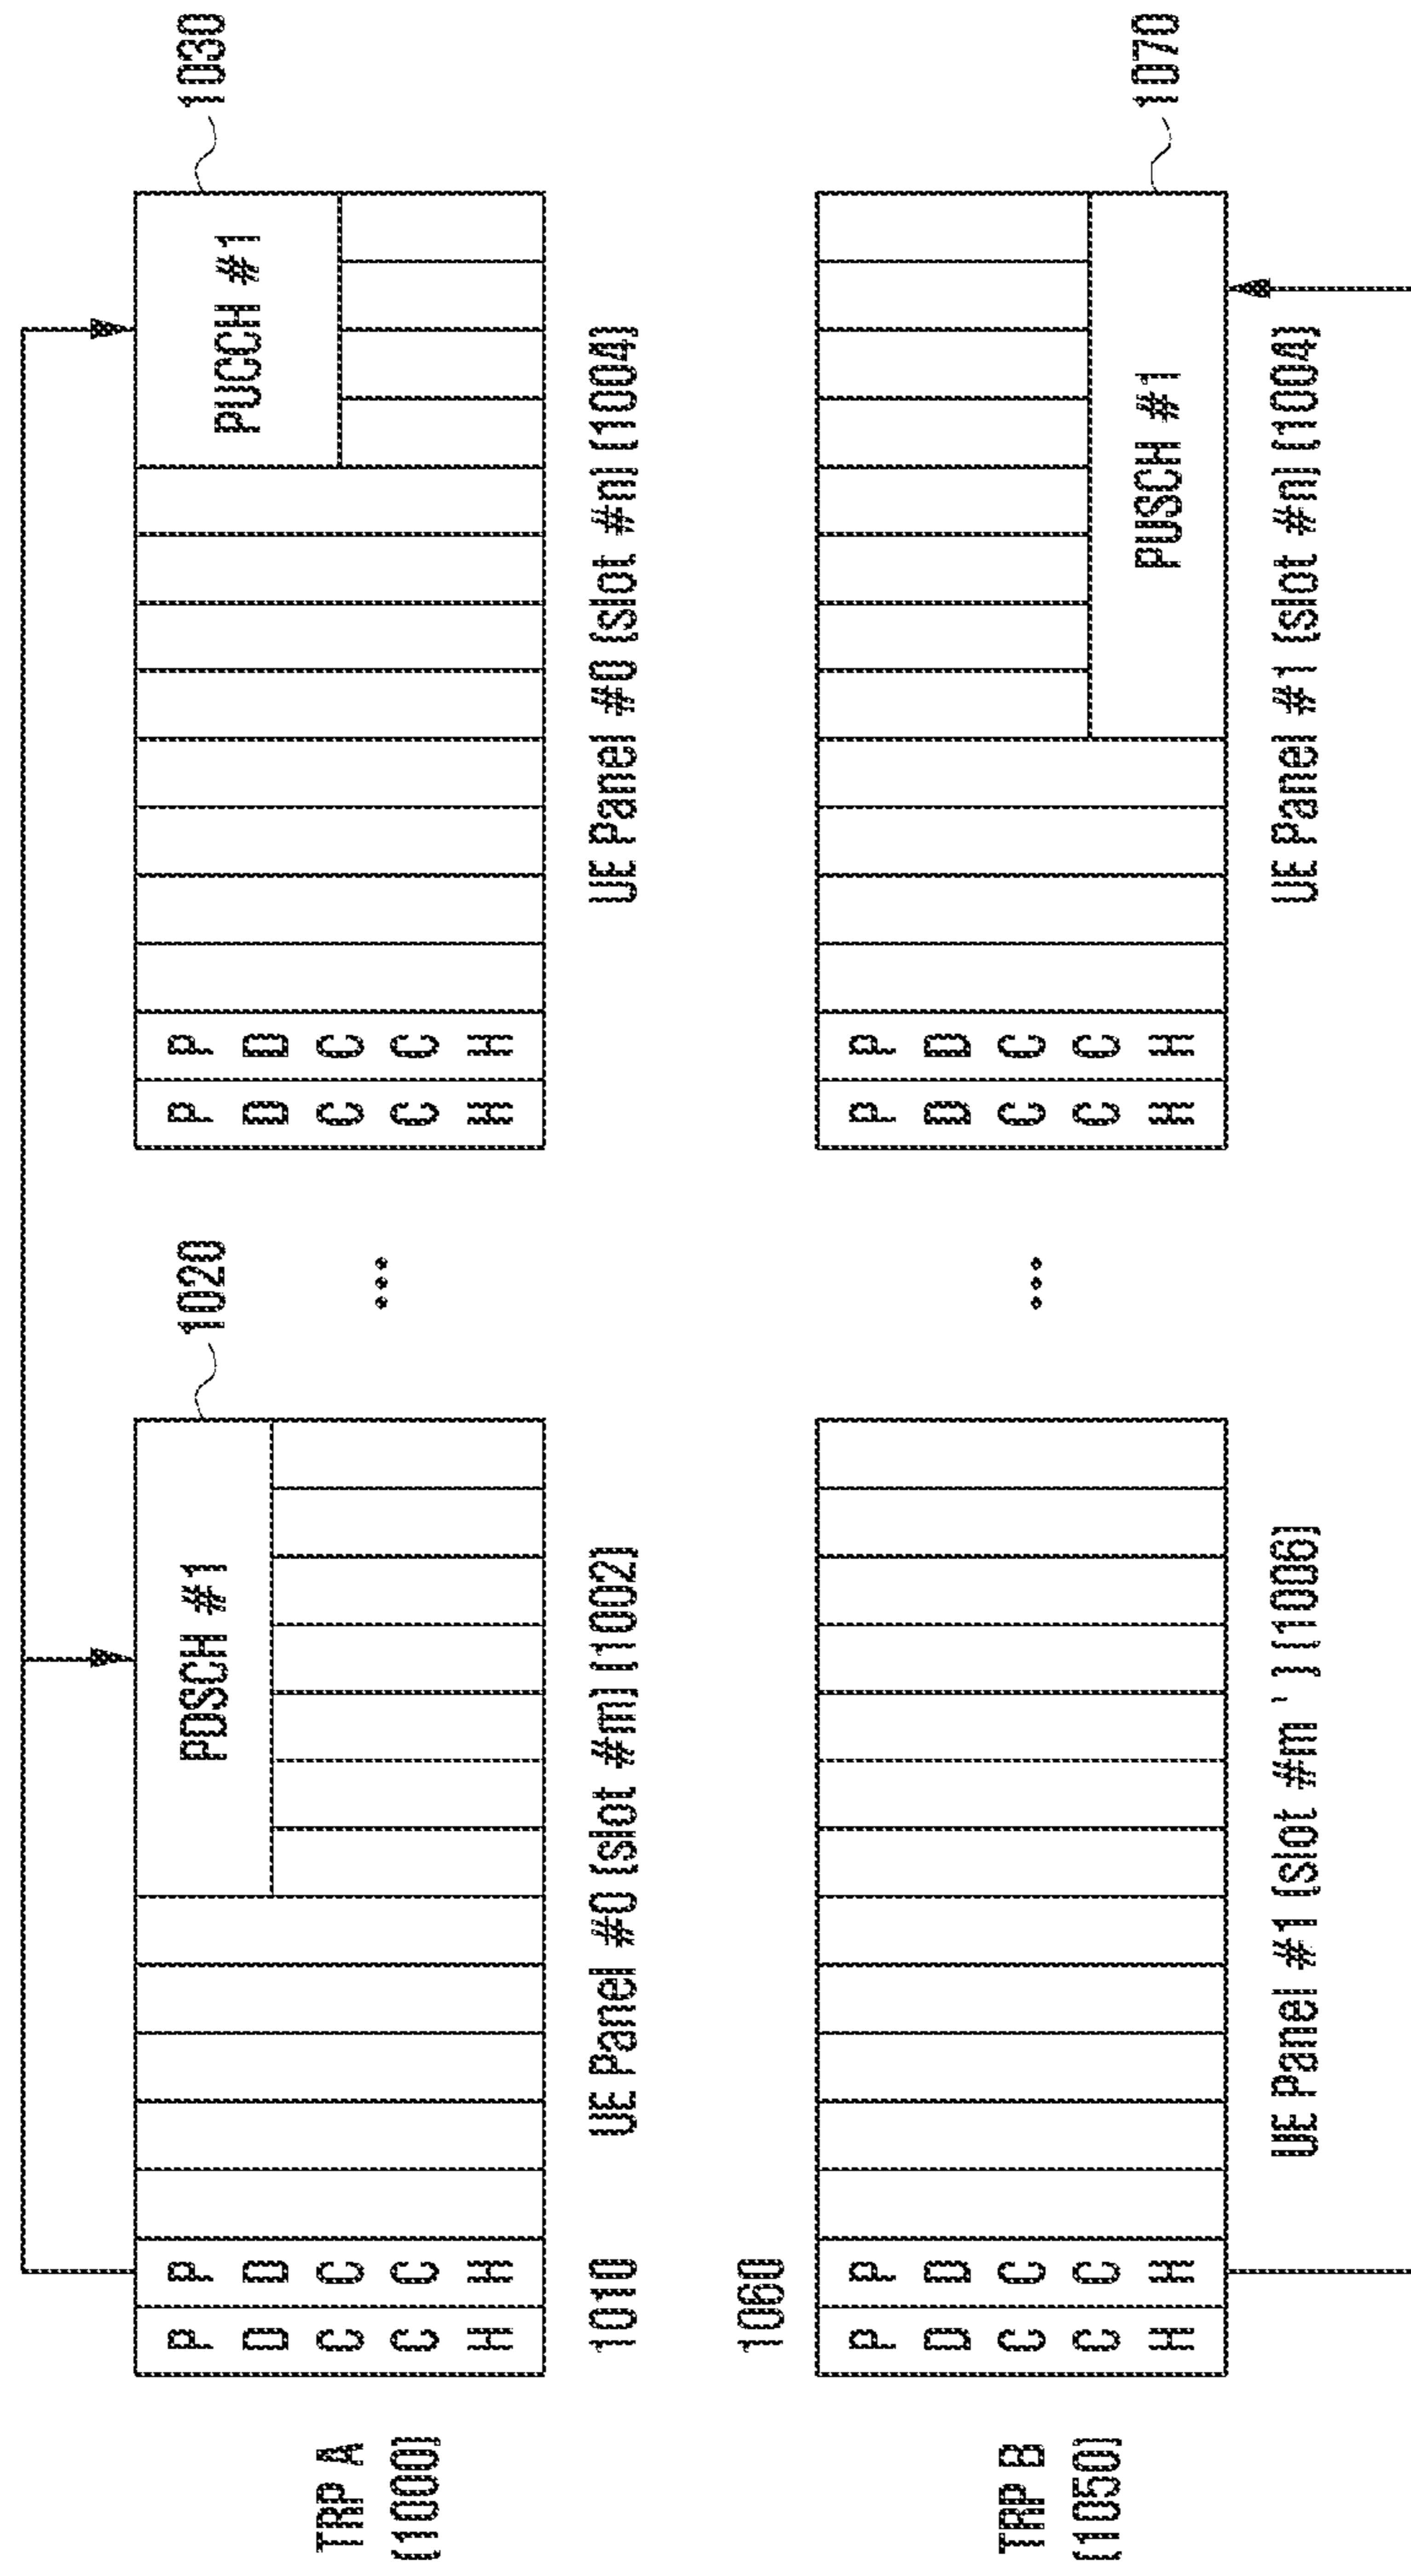 TRP A
(1000)
P
D
C
C
H
P
D
C
C
H
PDSCH #1
1020
1010
UE Panel #0 (slot #m) (1002)
...
P
D
C
C
H
P
D
C
C
H
PUCCH #1
1030
UE Panel #0 (slot #n) (1004)
TRP B
(1050)
1060
P
D
C
C
H
P
D
C
C
H
UE Panel #1 (slot #m') (1006)
...
P
D
C
C
H
P
D
C
C
H
PUSCH #1
1070
UE Panel #1 (slot #n) (1004)